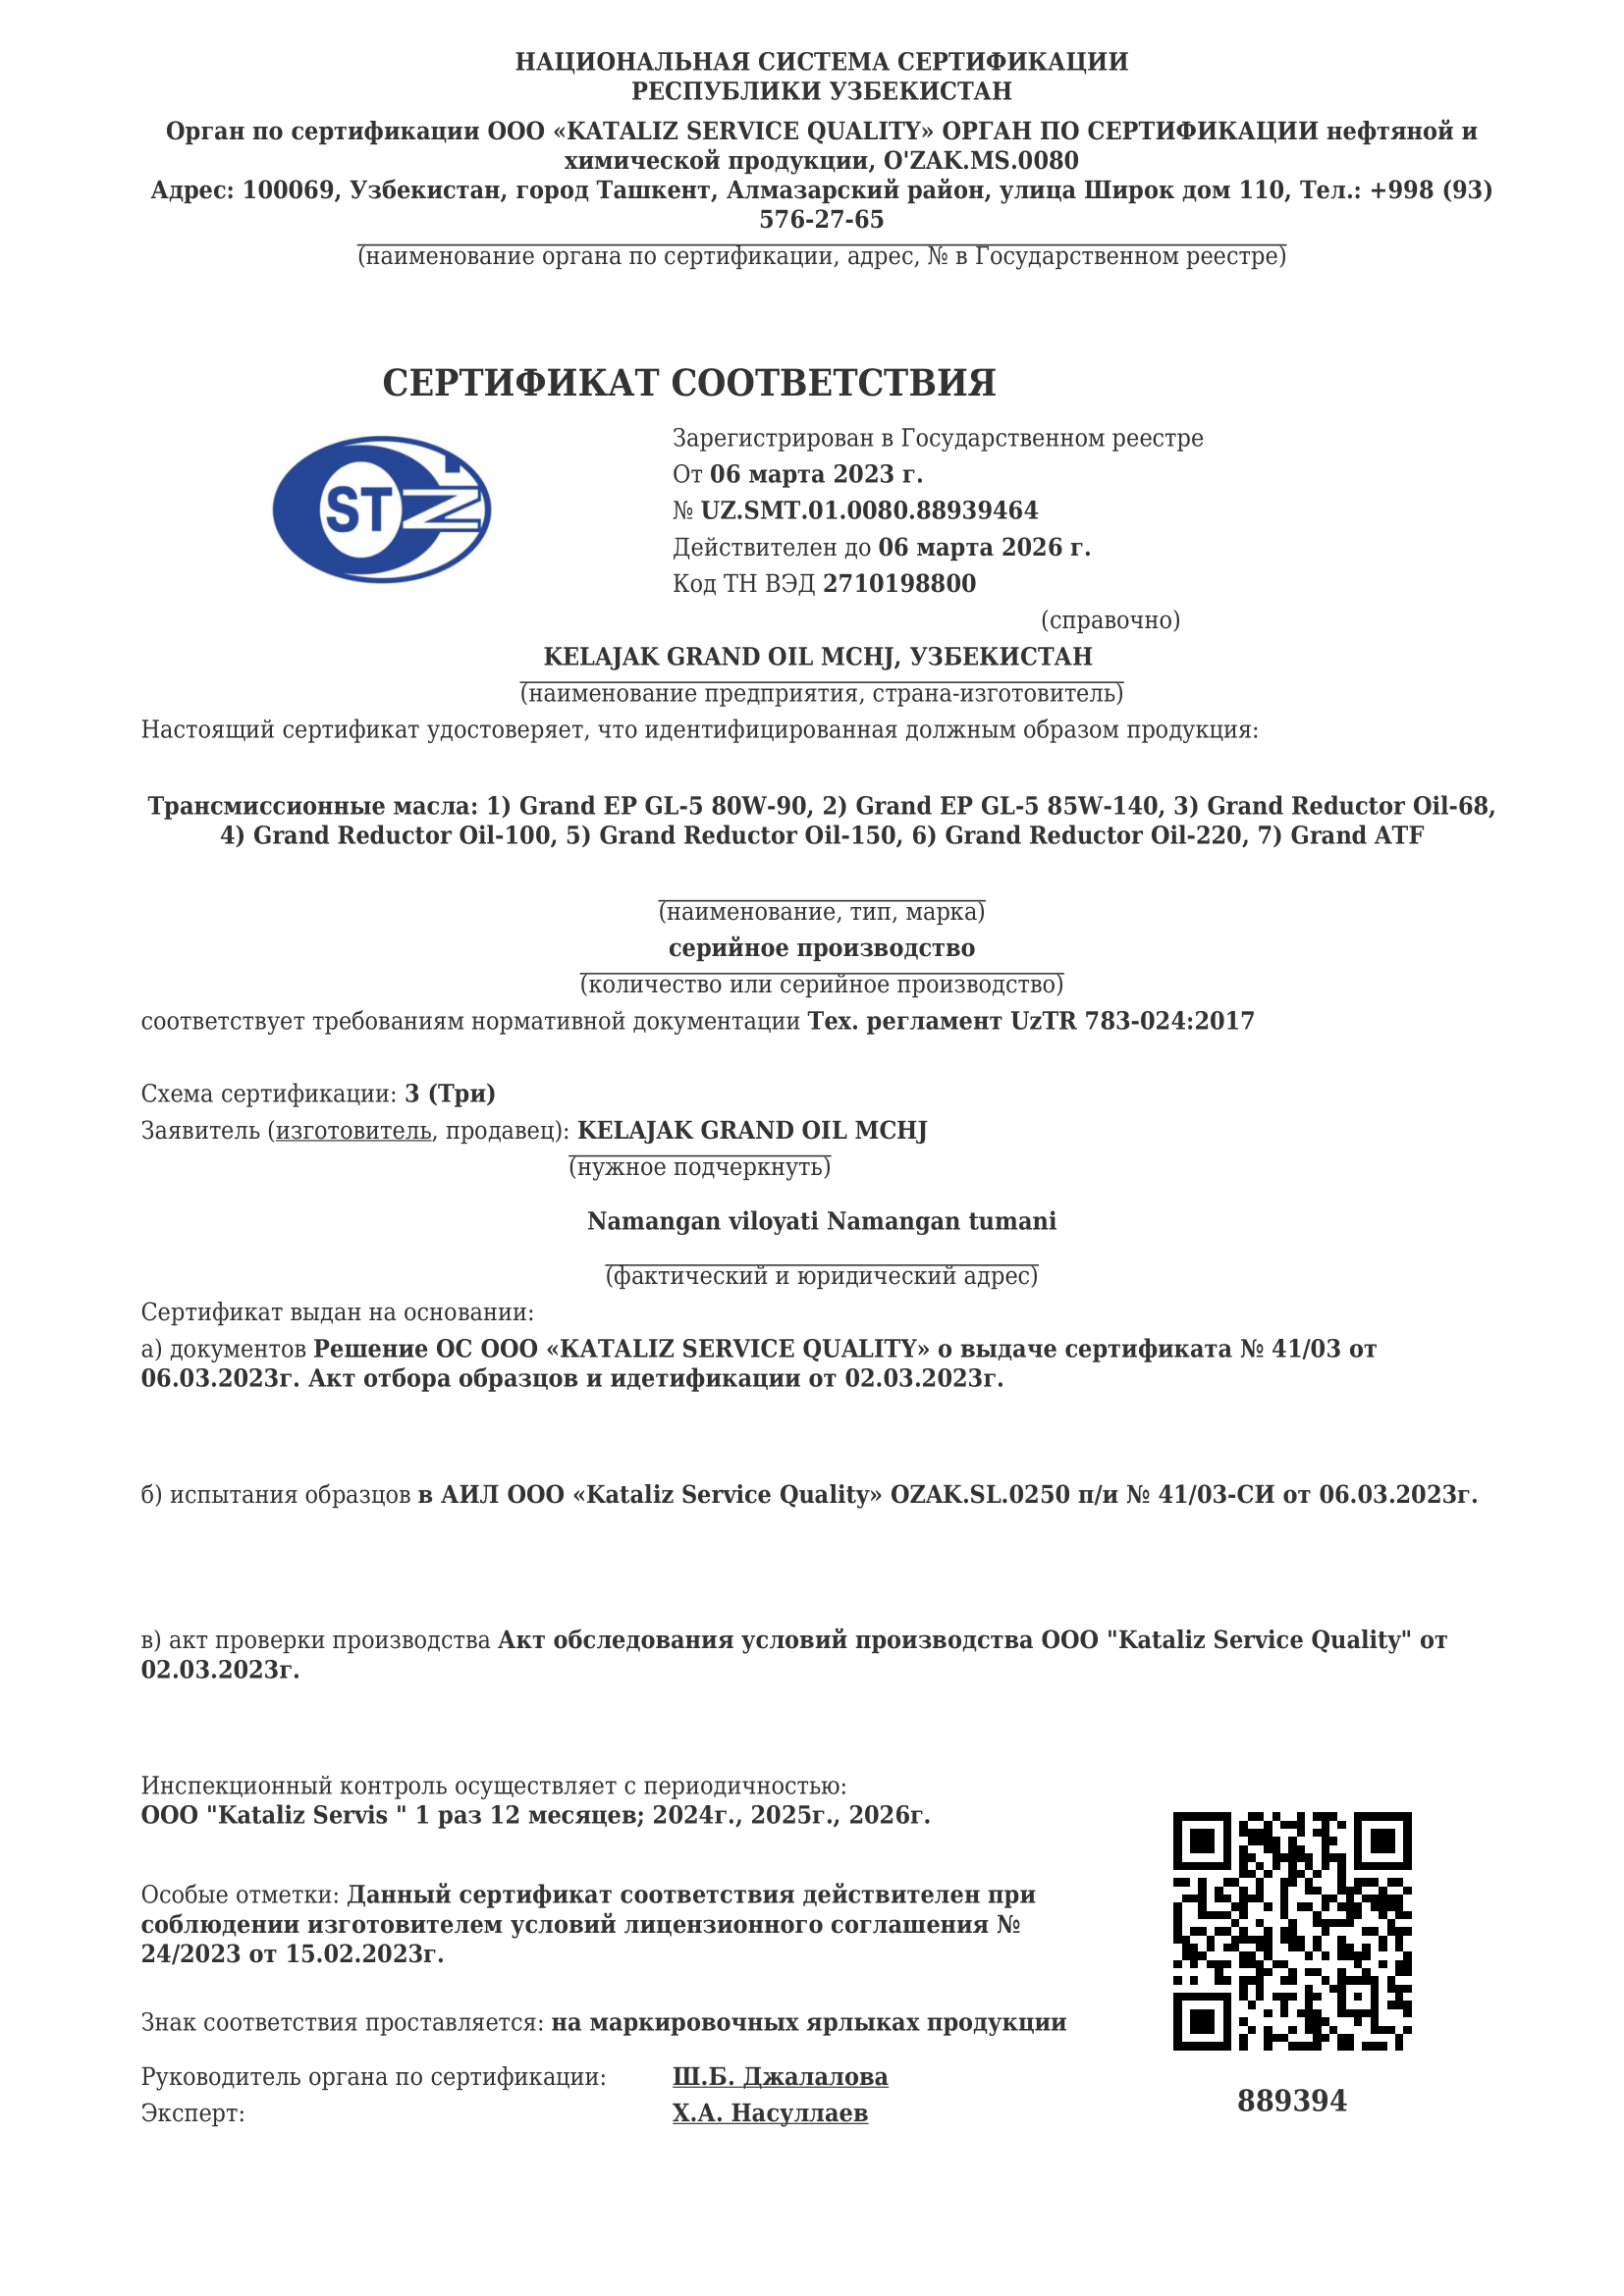 НАЦИОНАЛЬНАЯ СИСТЕМА СЕРТИФИКАЦИИ
РЕСПУБЛИКИ УЗБЕКИСТАН
Орган по сертификации ООО «KATALIZ SERVICE QUALITY» ОРГАН ПО СЕРТИФИКАЦИИ нефтяной и
химической продукции, O'ZAK.MS.0080
Адрес: 100069, Узбекистан, город Ташкент, Алмазарский район, улица Широк дом 110, Тел.: +998 (93)
576-27-65
(наименование органа по сертификации, адрес, № в Государственном реестре)
СЕРТИФИКАТ СООТВЕТСТВИЯ
ST
Зарегистрирован в Государственном реестре
От 06 марта 2023 г.
№ UZ.SMT.01.0080.88939464
Действителен до 06 марта 2026 г.
Код ТН ВЭД 2710198800
(справочно)
KELAJAK GRAND OIL MCHJ, УЗБЕКИСТАН
(наименование предприятия, страна-изготовитель)
Настоящий сертификат удостоверяет, что идентифицированная должным образом продукция:
Трансмиссионные масла: 1) Grand EP GL-5 80W-90, 2) Grand EP GL-5 85W-140, 3) Grand Reductor Oil-68,
4) Grand Reductor Oil-100, 5) Grand Reductor Oil-150, 6) Grand Reductor Oil-220, 7) Grand ATF
(наименование, тип, марка)
серийное производство
(количество или серийное производство)
соответствует требованиям нормативной документации Тех. регламент UzTR 783-024:2017
Схема сертификации: 3 (Три)
Заявитель (изготовитель, продавец): KELAJAK GRAND OIL MCHJ
(нужное подчеркнуть)
Namangan viloyati Namangan tumani
(фактический и юридический адрес)
Сертификат выдан на основании:
а) документов Решение ОС ООО «KATALIZ SERVICE QUALITY» о выдаче сертификата № 41/03 от
06.03.2023г. Акт отбора образцов и идетификации от 02.03.2023г.
б) испытания образцов в АИЛ ООО «Kataliz Service Quality» OZAK.SL.0250 п/и № 41/03-СИ от 06.03.2023г.
в) акт проверки производства Акт обследования условий производства ООО "Kataliz Service Quality" от
02.03.2023г.
Инспекционный контроль осуществляет с периодичностью:
ООО "Kataliz Servis " 1 раз 12 месяцев; 2024г., 2025г., 2026г.
Особые отметки: Данный сертификат соответствия действителен при
соблюдении изготовителем условий лицензионного соглашения №
24/2023 от 15.02.2023г.
Знак соответствия проставляется: на маркировочных ярлыках продукции
Руководитель органа по сертификации: Ш.Б. Джалалова
Эксперт: Х.А. Насуллаев
889394